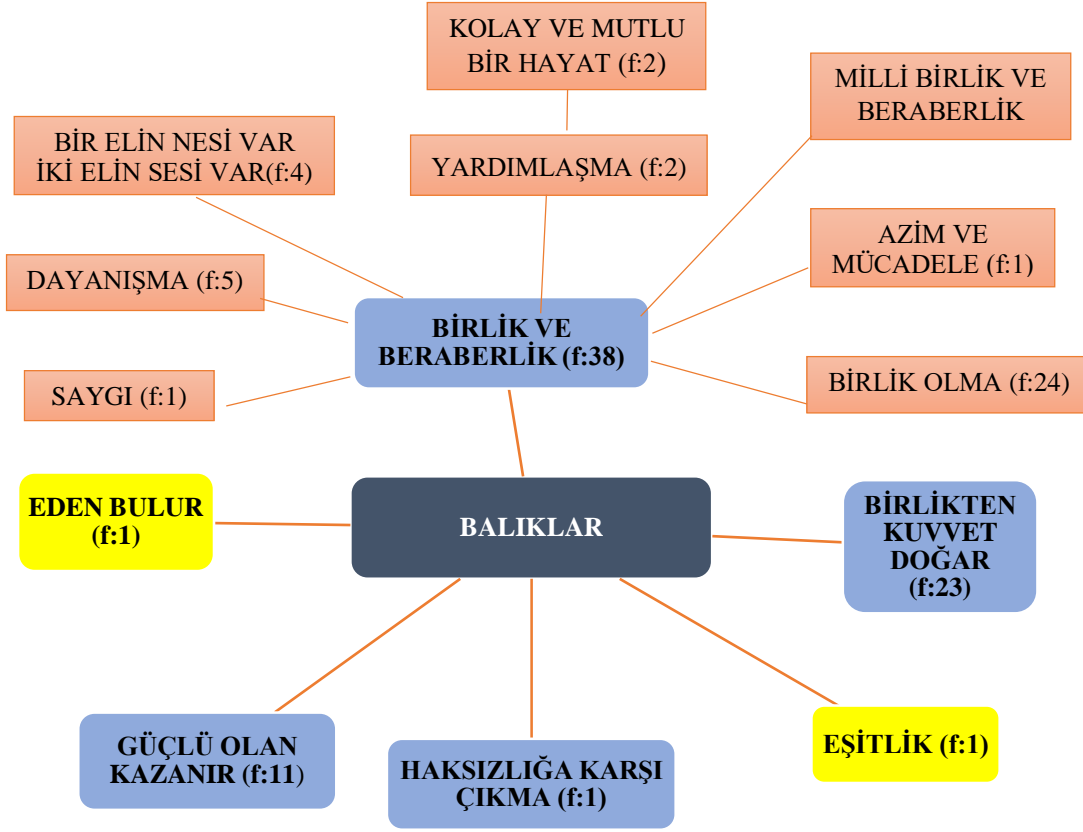 KOLAY VE MUTLU
BİR HAYAT (f:2)
MİLLİ BİRLİK VE
BERABERLİK
BİR ELİN NESİ VAR
İKİ ELİN SESİ VAR(f:4)
YARDIMLAŞMA (f:2)
AZİM VE
MÜCADELE (f:1)
DAYANIŞMA (f:5)
BİRLİK VE
BERABERLİK (f:38)
SAYGI (f:1)
BİRLİK OLMA (f:24)
EDEN BULUR
(f:1)
BALIKLAR
BİRLİKTEN
KUVVET
DOĞAR
(f:23)
GÜÇLÜ OLAN
KAZANIR (f:11)
HAKSIZLIĞA KARŞI
ÇIKMA (f:1)
EŞİTLİK (f:1)